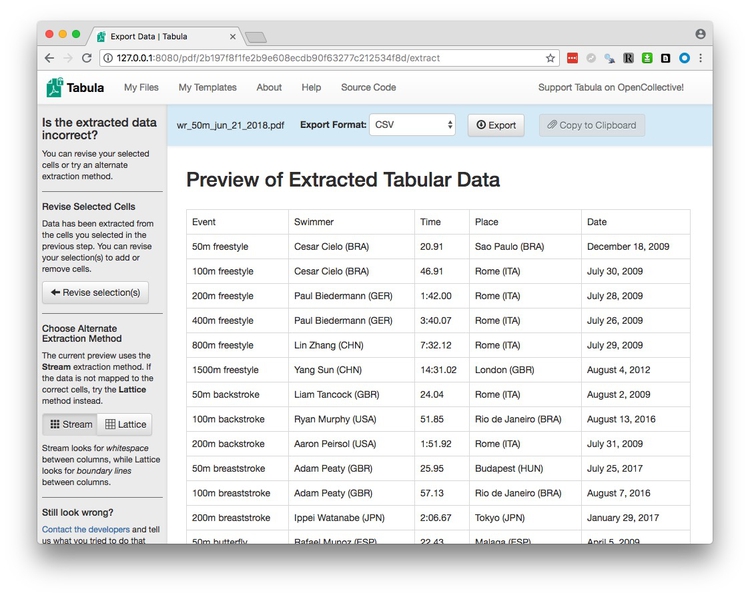 Export Data | Tabula
127.0.0.1:8080/pdf/2b197f8f1fe2b9e608ecdb90f63277c212534f8d/extract
Tabula My Files My Templates About Help Source Code Support Tabula on OpenCollective!
Is the extracted data
incorrect?
You can revise your selected
cells or try an alternate
extraction method.
Revise Selected Cells
Data has been extracted from
the cells you selected in the
previous step. You can revise
your selection(s) to add or
remove cells.
Revise selection(s)
Choose Alternate
Extraction Method
The current preview uses the
Stream extraction method. If
the data is not mapped to the
correct cells, try the Lattice
method instead.
Stream Lattice
Stream looks for whitespace
between columns, while Lattice
looks for boundary lines
between columns.
Still look wrong?
Contact the developers and tell
us what you tried to do that
wr_50m_jun_21_2018.pdf Export Format: CSV Export Copy to Clipboard
Preview of Extracted Tabular Data
Event Swimmer Time Place Date
50m freestyle Cesar Cielo (BRA) 20.91 Sao Paulo (BRA) December 18, 2009
100m freestyle Cesar Cielo (BRA) 46.91 Rome (ITA) July 30, 2009
200m freestyle Paul Biedermann (GER) 1:42.00 Rome (ITA) July 28, 2009
400m freestyle Paul Biedermann (GER) 3:40.07 Rome (ITA) July 26, 2009
800m freestyle Lin Zhang (CHN) 7:32.12 Rome (ITA) July 29, 2009
1500m freestyle Yang Sun (CHN) 14:31.02 London (GBR) August 4, 2012
50m backstroke Liam Tancock (GBR) 24.04 Rome (ITA) August 2, 2009
100m backstroke Ryan Murphy (USA) 51.85 Rio de Janeiro (BRA) August 13, 2016
200m backstroke Aaron Peirsol (USA) 1:51.92 Rome (ITA) July 31, 2009
50m breaststroke Adam Peaty (GBR) 25.95 Budapest (HUN) July 25, 2017
100m breaststroke Adam Peaty (GBR) 57.13 Rio de Janeiro (BRA) August 7, 2016
200m breaststroke Ippei Watanabe (JPN) 2:06.67 Tokyo (JPN) January 29, 2017
50m butterfly Rafael Munoz (ESP) 22.43 Malaga (ESP) April 5, 2009